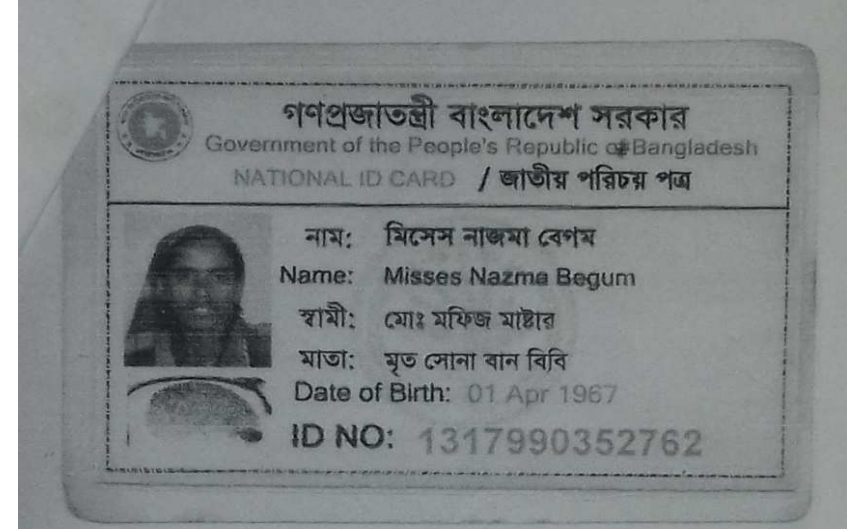 গণপ্রজাতন্ত্রী বাংলাদেশ সরকার
Government of the People's Republic of Bangladesh
NATIONAL ID CARD / জাতীয় পরিচয় পত্র
নাম: মিসেস নাজমা বেগম
Name: Misses Nazma Begum
স্বামী: মোঃ মফিজ মাষ্টার
মাতা: মৃত সোনা বান বিবি
Date of Birth: 01 Apr 1967
ID NO: 1317990352762